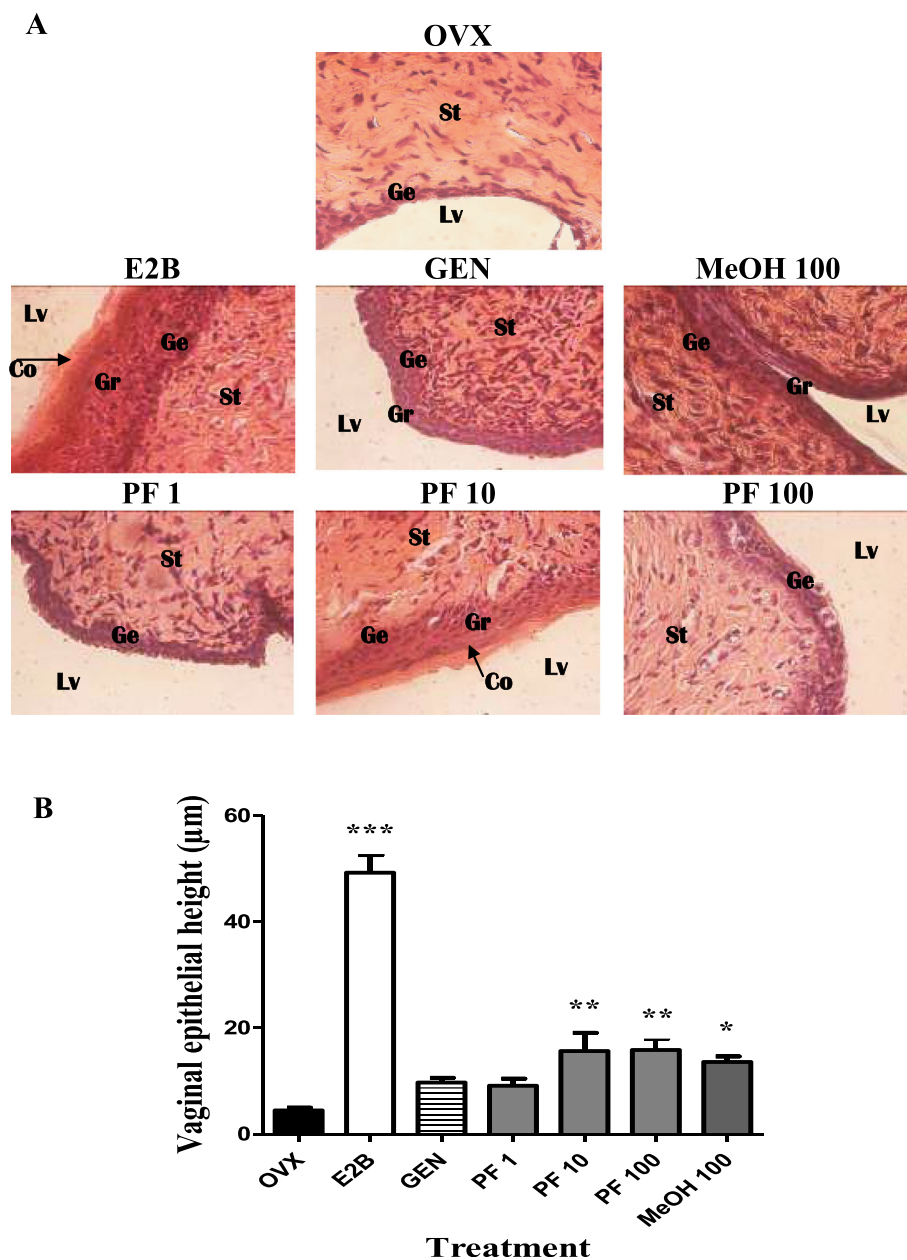 A
OVX
St
Ge
Lv
E2B
GEN
MeOH 100
Lv
Co
Ge
Gr
St
St
Ge
Gr
Lv
Ge
St
Gr
Lv
PF 1
PF 10
PF 100
St
Ge
Lv
St
Ge
Gr
Co
Lv
Lv
Ge
St
B
Vaginal epithelial height (µm)
60
40
20
0
***
**
**
*
OVX
E2B
GEN
PF 1
PF 10
PF 100
MeOH 100
Treatment